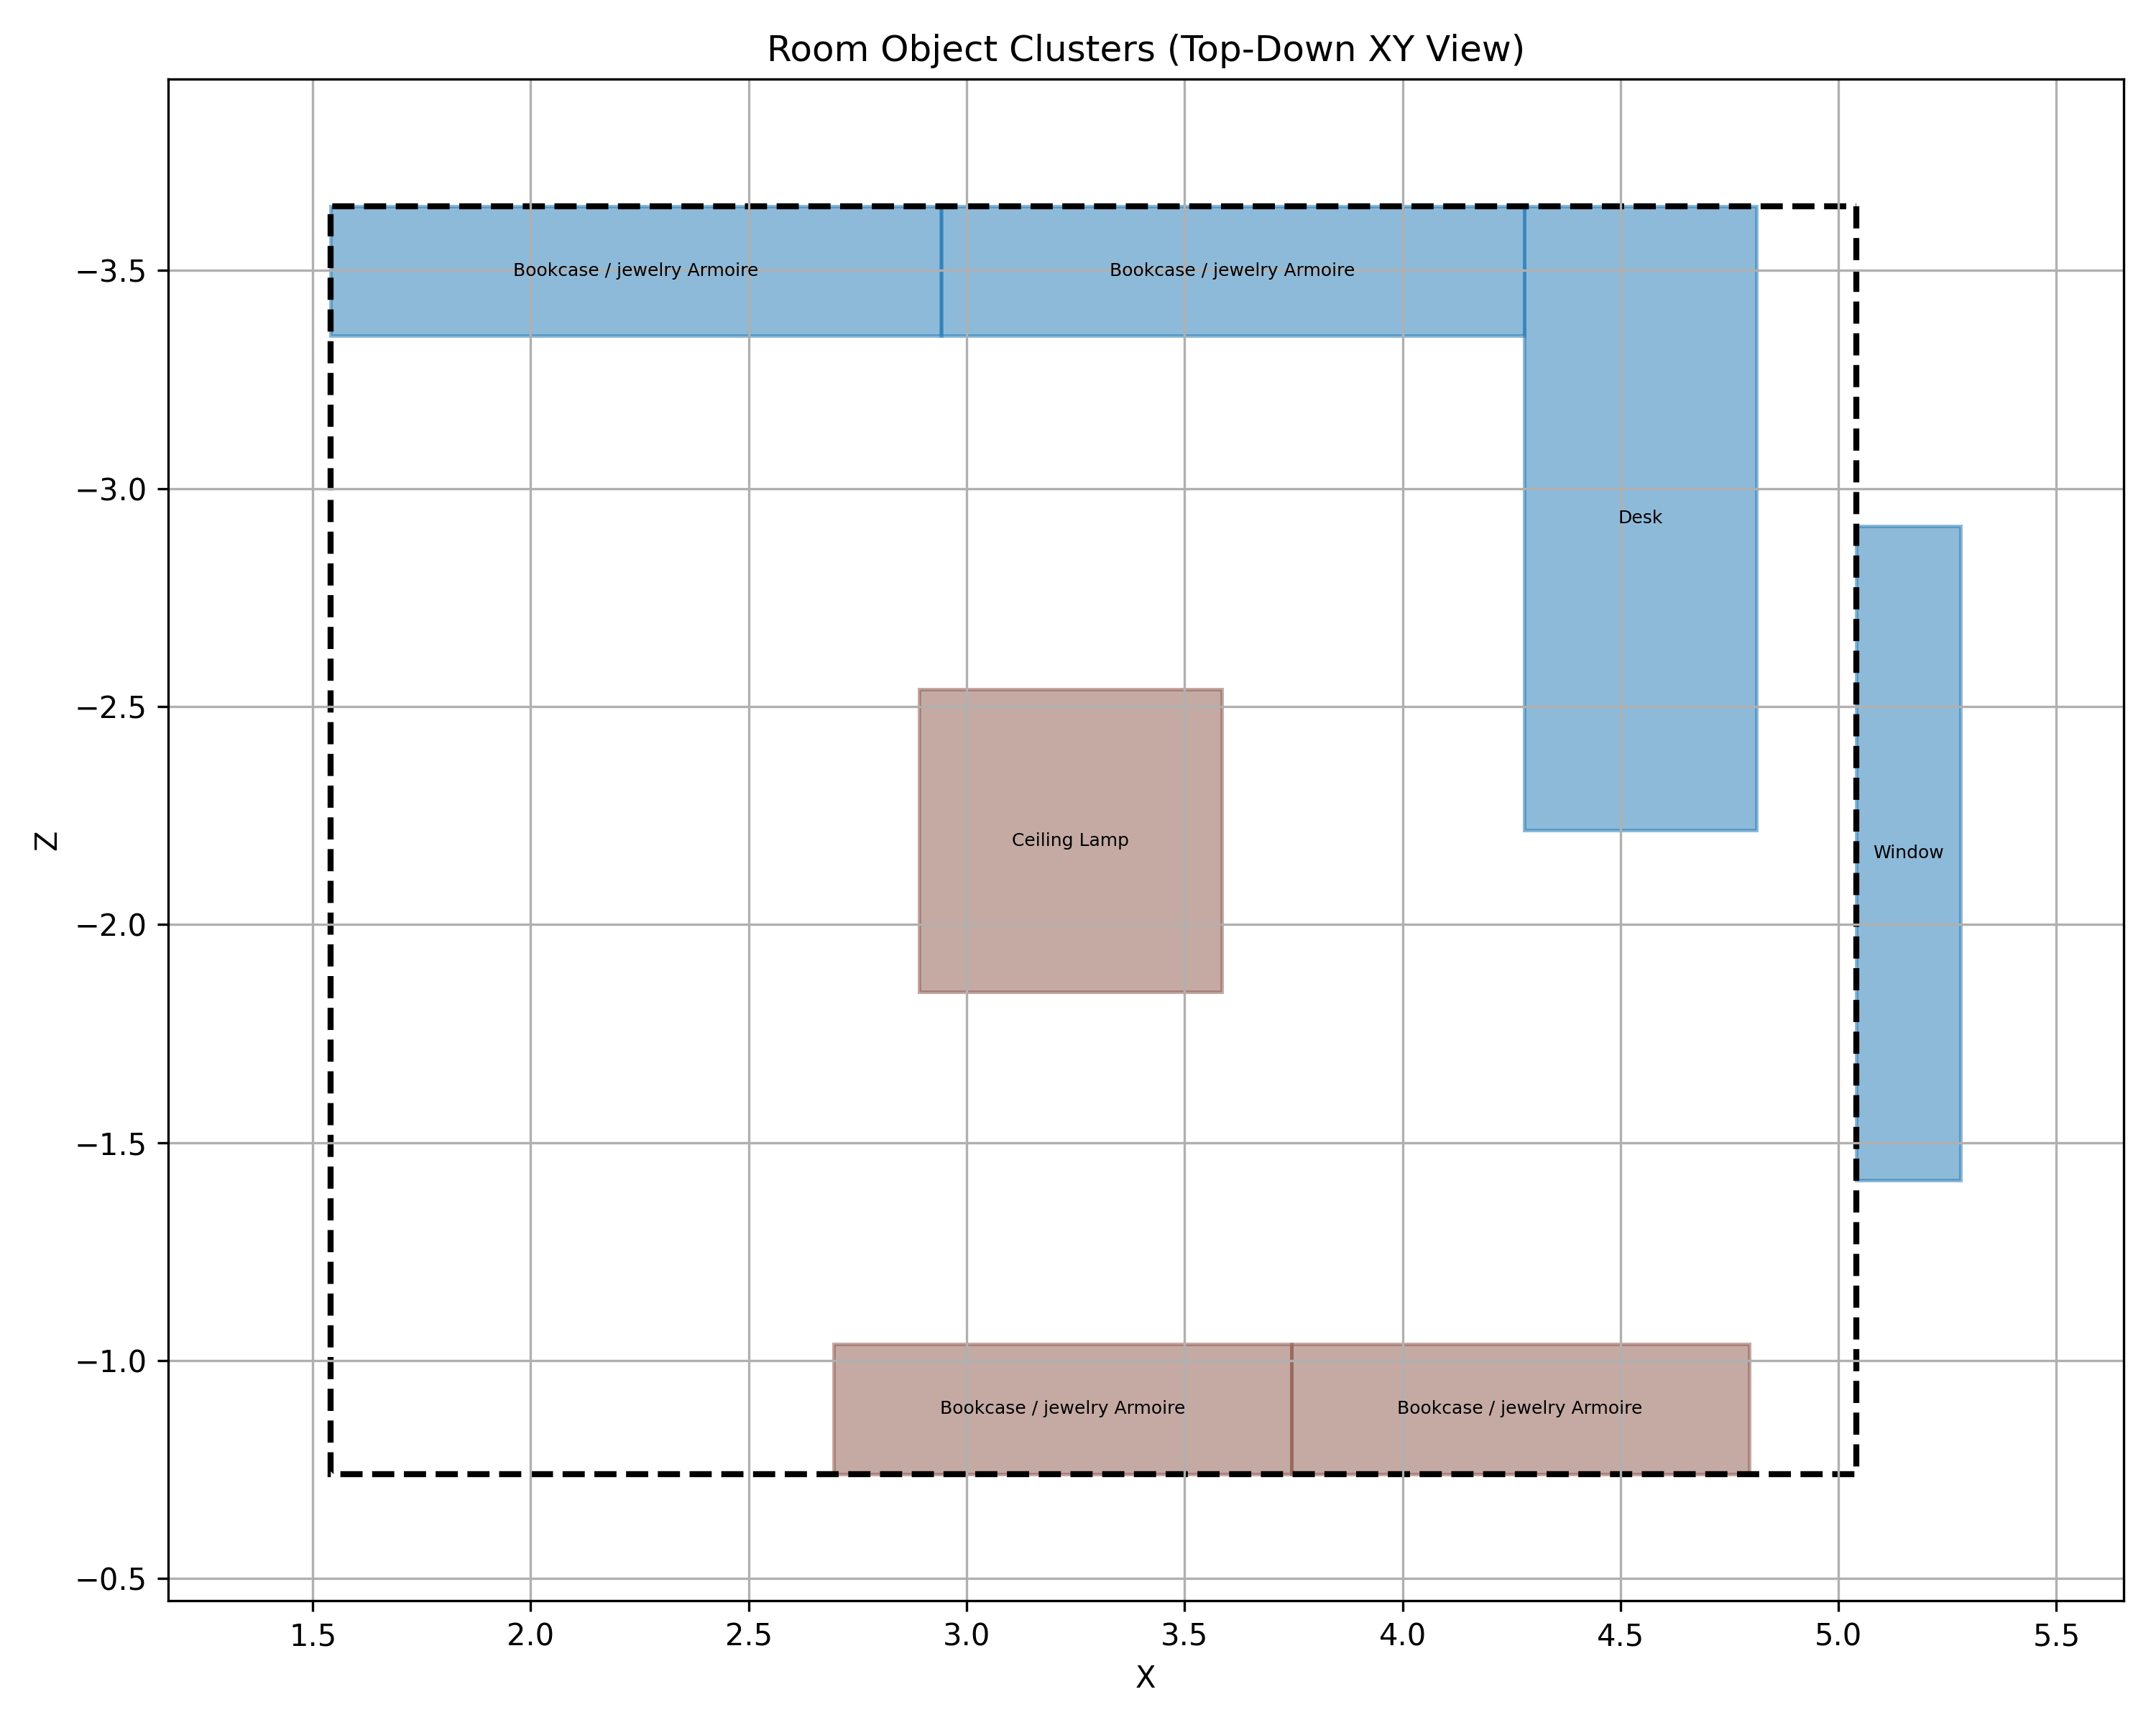 Room Object Clusters (Top-Down XY View)
−3.5
−3.0
−2.5
−2.0
−1.5
−1.0
−0.5
Z
Bookcase / jewelry Armoire
Bookcase / jewelry Armoire
Desk
Window
Ceiling Lamp
Bookcase / jewelry Armoire
Bookcase / jewelry Armoire
1.5 2.0 2.5 3.0 3.5 4.0 4.5 5.0 5.5
X